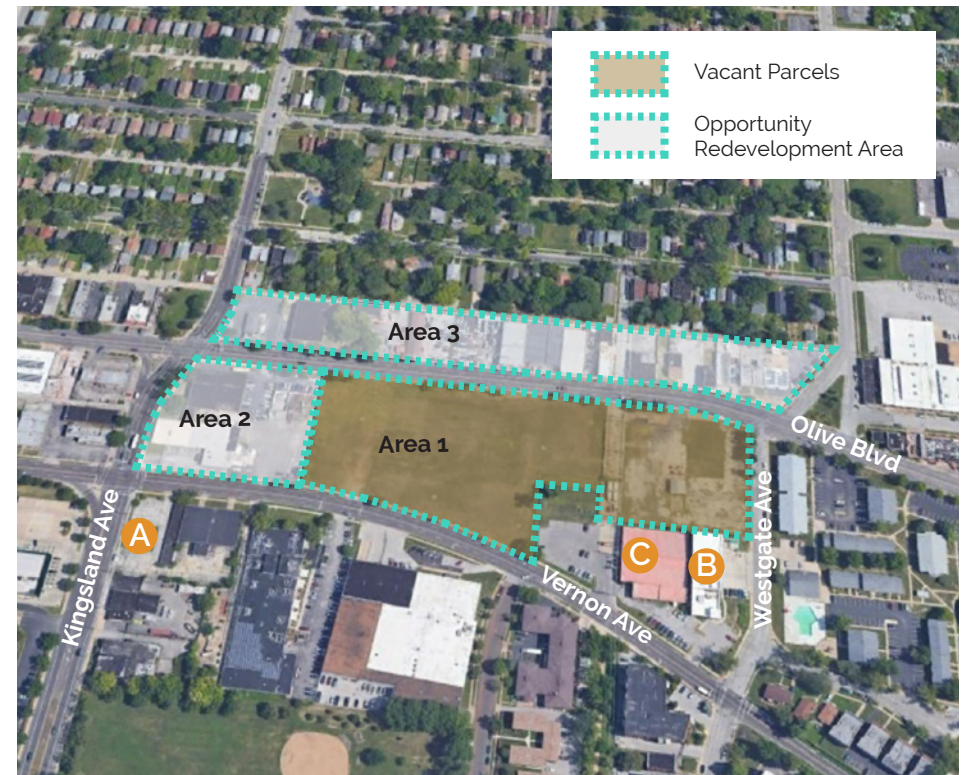 Vacant Parcels
Opportunity
Redevelopment Area
Area 3
Area 2
Area 1
Olive Blvd
Kingsland Ave
A
C
B
Westgate Ave
Vernon Ave